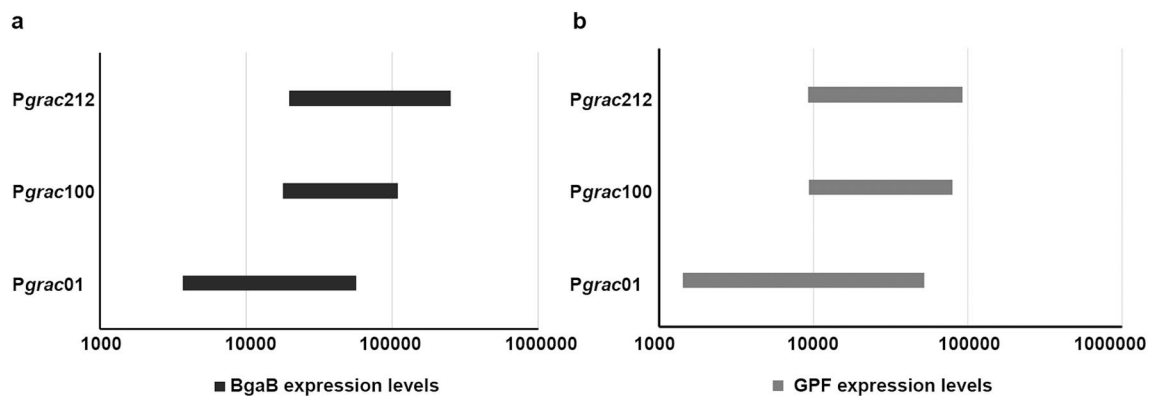 a
Pgrac212
Pgrac100
Pgrac01
1000 10000 100000 1000000
BgaB expression levels
b
Pgrac212
Pgrac100
Pgrac01
1000 10000 100000 1000000
GPF expression levels